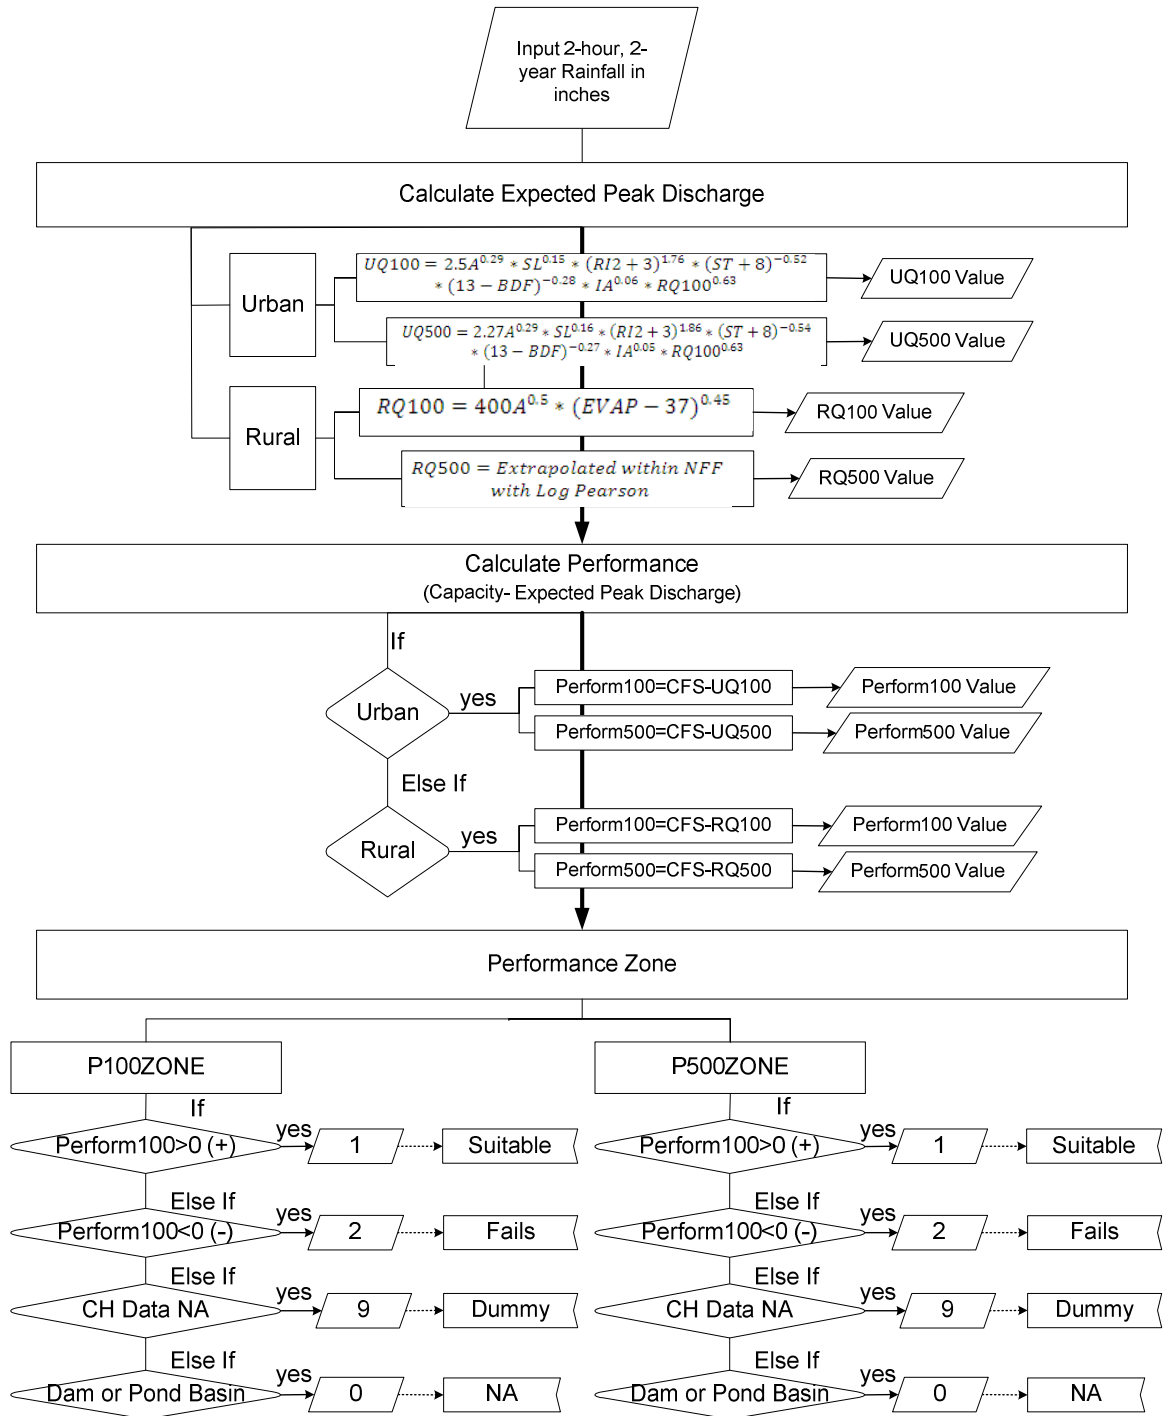 Input 2-hour, 2-
year Rainfall in
inches
Calculate Expected Peak Discharge
Urban
UQ100 = 2.5A^0.29 * SL^0.15 * (RI2 + 3)^1.76 * (ST + 8)^−0.52
* (13 − BDF)^−0.28 * IA^0.06 * RQ100^0.63
UQ100 Value
UQ500 = 2.27A^0.29 * SL^0.16 * (RI2 + 3)^1.86 * (ST + 8)^−0.54
* (13 − BDF)^−0.27 * IA^0.05 * RQ100^0.63
UQ500 Value
Rural
RQ100 = 400A^0.5 * (EVAP − 37)^0.45
RQ100 Value
RQ500 = Extrapolated within NFF
with Log Pearson
RQ500 Value
Calculate Performance
(Capacity- Expected Peak Discharge)
If
Urban
yes
Perform100=CFS-UQ100
Perform100 Value
Perform500=CFS-UQ500
Perform500 Value
Else If
Rural
yes
Perform100=CFS-RQ100
Perform100 Value
Perform500=CFS-RQ500
Perform500 Value
Performance Zone
P100ZONE
If
Perform100>0 (+)
yes
1
Suitable
Else If
Perform100<0 (-)
yes
2
Fails
Else If
CH Data NA
yes
9
Dummy
Else If
Dam or Pond Basin
yes
0
NA
P500ZONE
If
Perform100>0 (+)
yes
1
Suitable
Else If
Perform100<0 (-)
yes
2
Fails
Else If
CH Data NA
yes
9
Dummy
Else If
Dam or Pond Basin
yes
0
NA